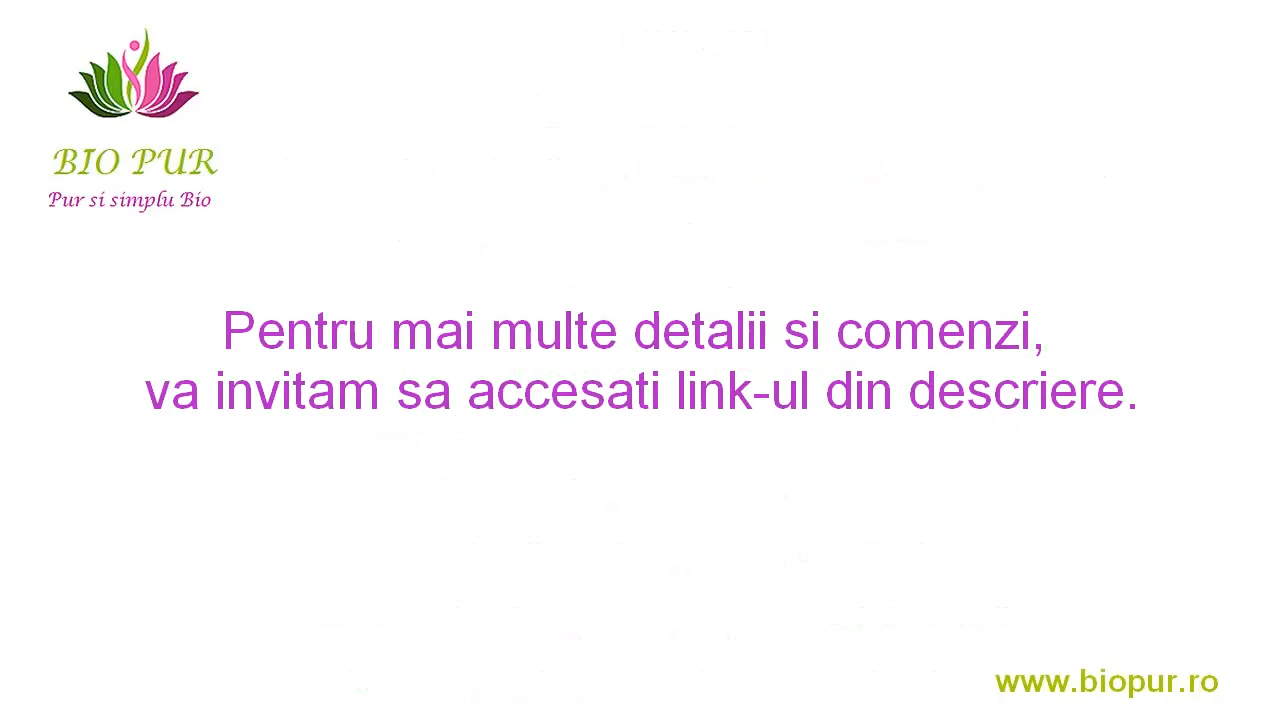 BIO PUR
Pur si simplu Bio
Pentru mai multe detalii si comenzi,
va invitam sa accesati link-ul din descriere.
www.biopur.ro